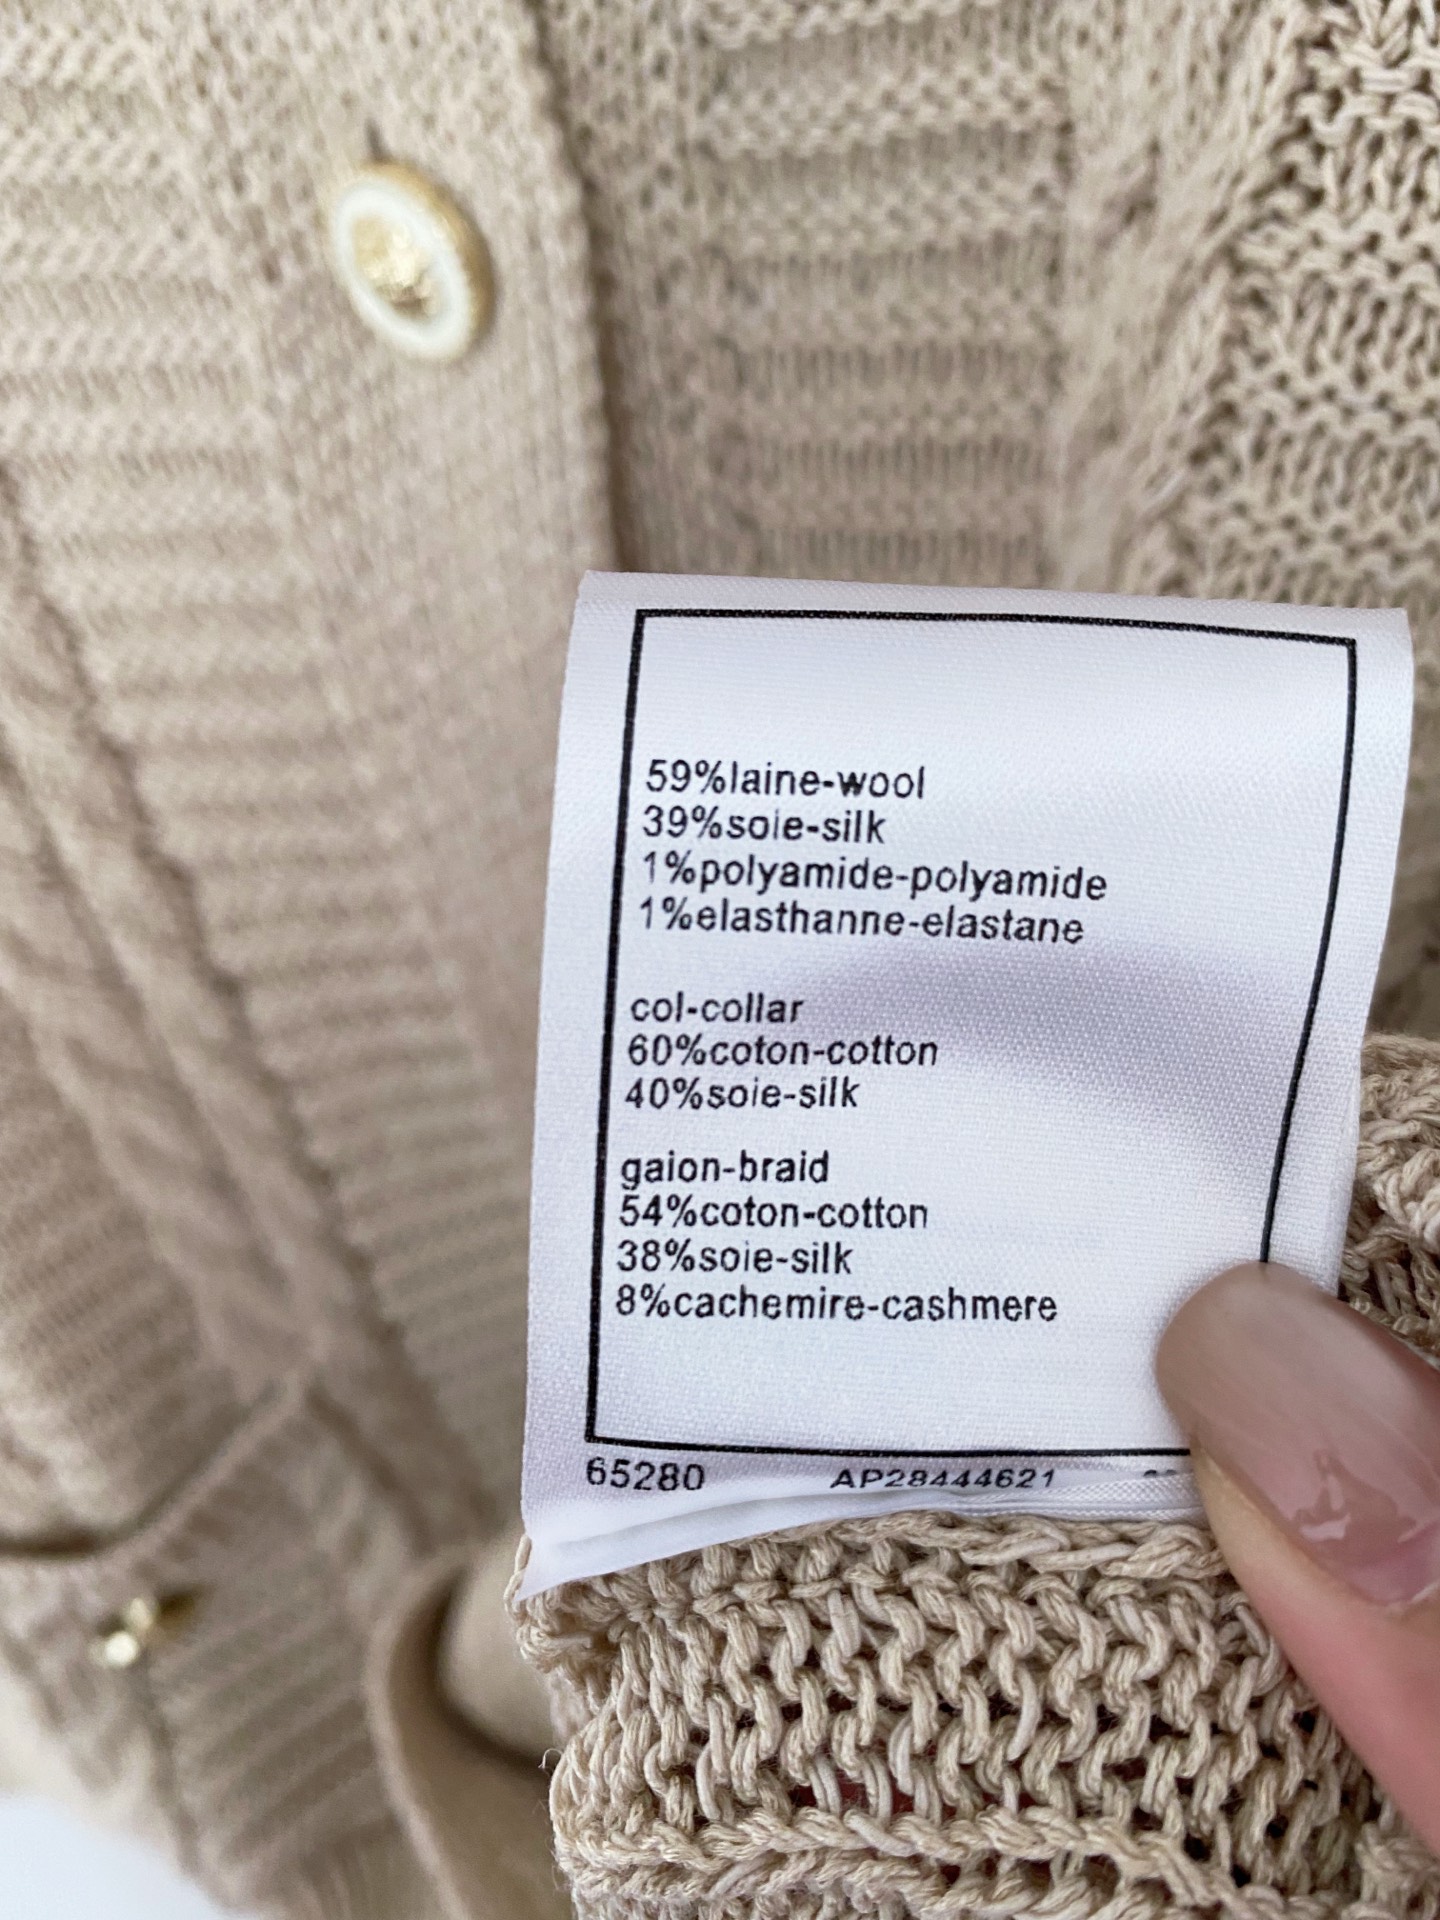 59%laine-wool
39%soie-silk
1%polyamide-polyamide
1%elasthanne-elastane
col-collar
60%coton-cotton
40%soie-silk
gaion-braid
54%coton-cotton
38%soie-silk
8%cachemire-cashmere
65280 AP28444621